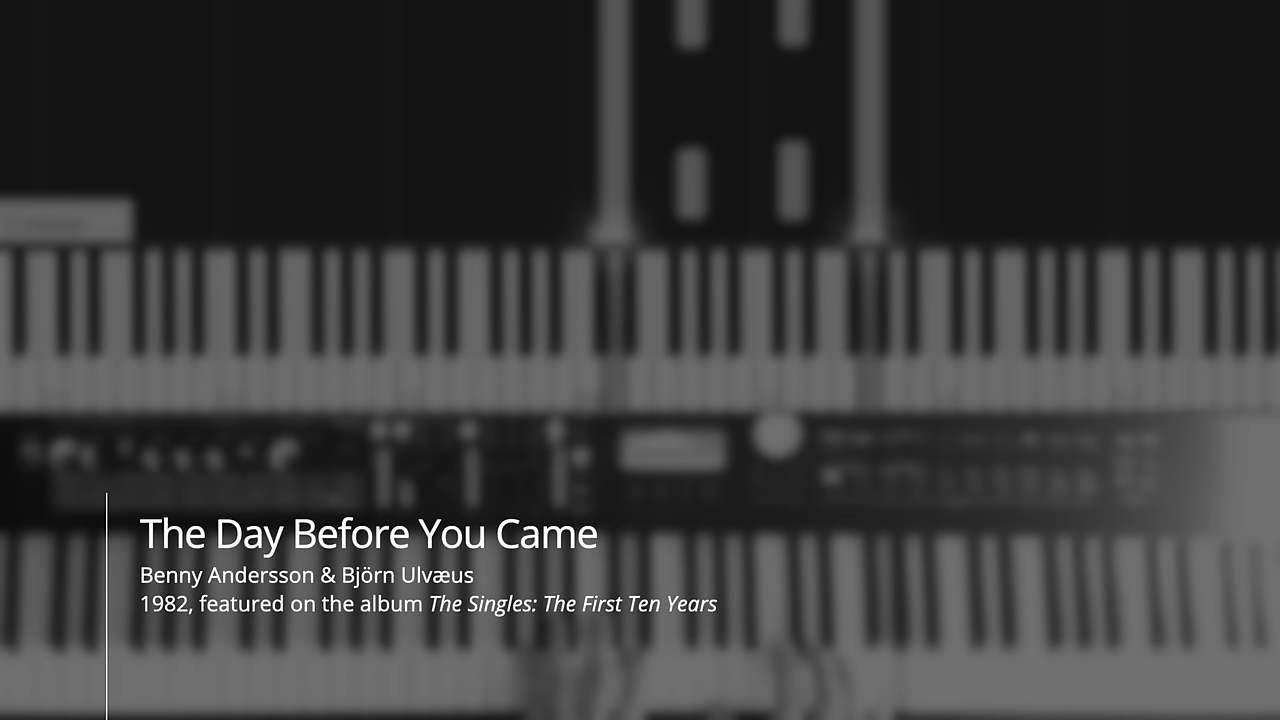 The Day Before You Came
Benny Andersson & Björn Ulvæus
1982, featured on the album The Singles: The First Ten Years